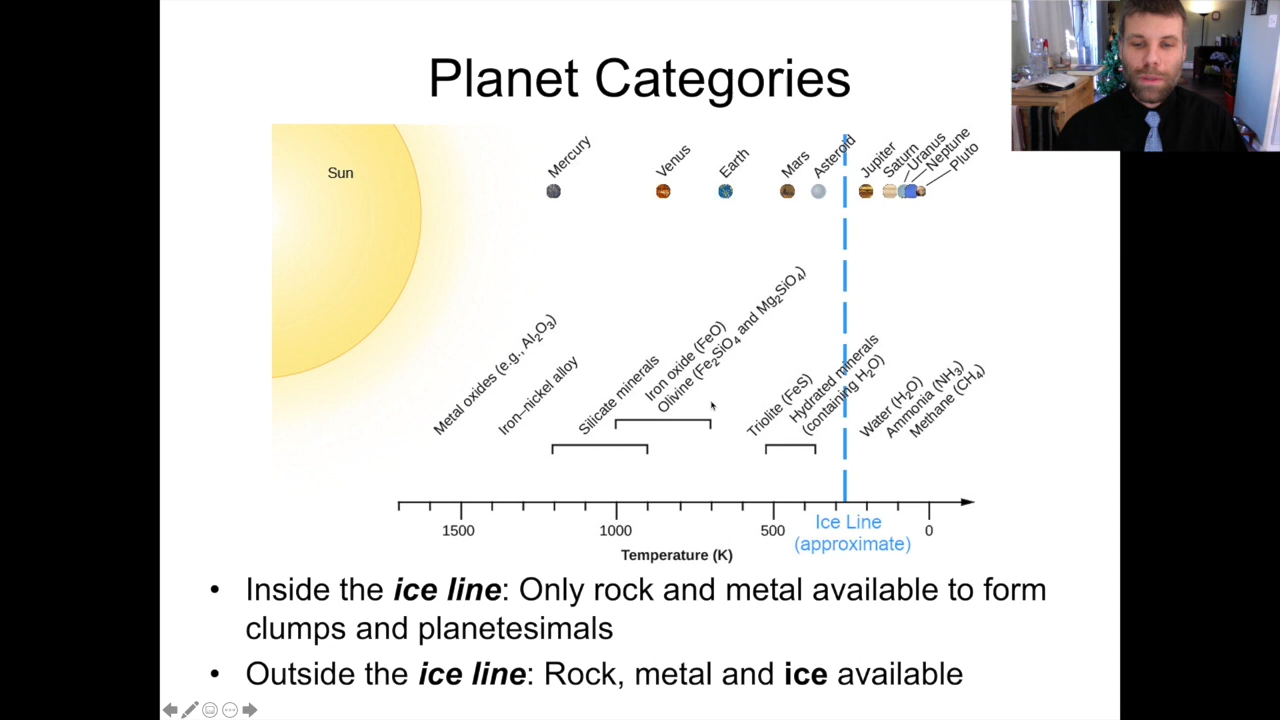 Planet Categories
Sun
Mercury
Venus
Earth
Mars
Asteroid
Jupiter
Saturn
Uranus
Neptune
Pluto
Metal oxides (e.g., Al₂O₃)
Iron–nickel alloy
Silicate minerals
Iron oxide (FeO)
Olivine (Fe₂SiO₄ and Mg₂SiO₄)
Triolite (FeS)
Hydrated minerals
(containing H₂O)
Water (H₂O)
Ammonia (NH₃)
Methane (CH₄)
1500
1000
500
0
Ice Line
(approximate)
Temperature (K)
• Inside the ice line: Only rock and metal available to form
clumps and planetesimals
• Outside the ice line: Rock, metal and ice available